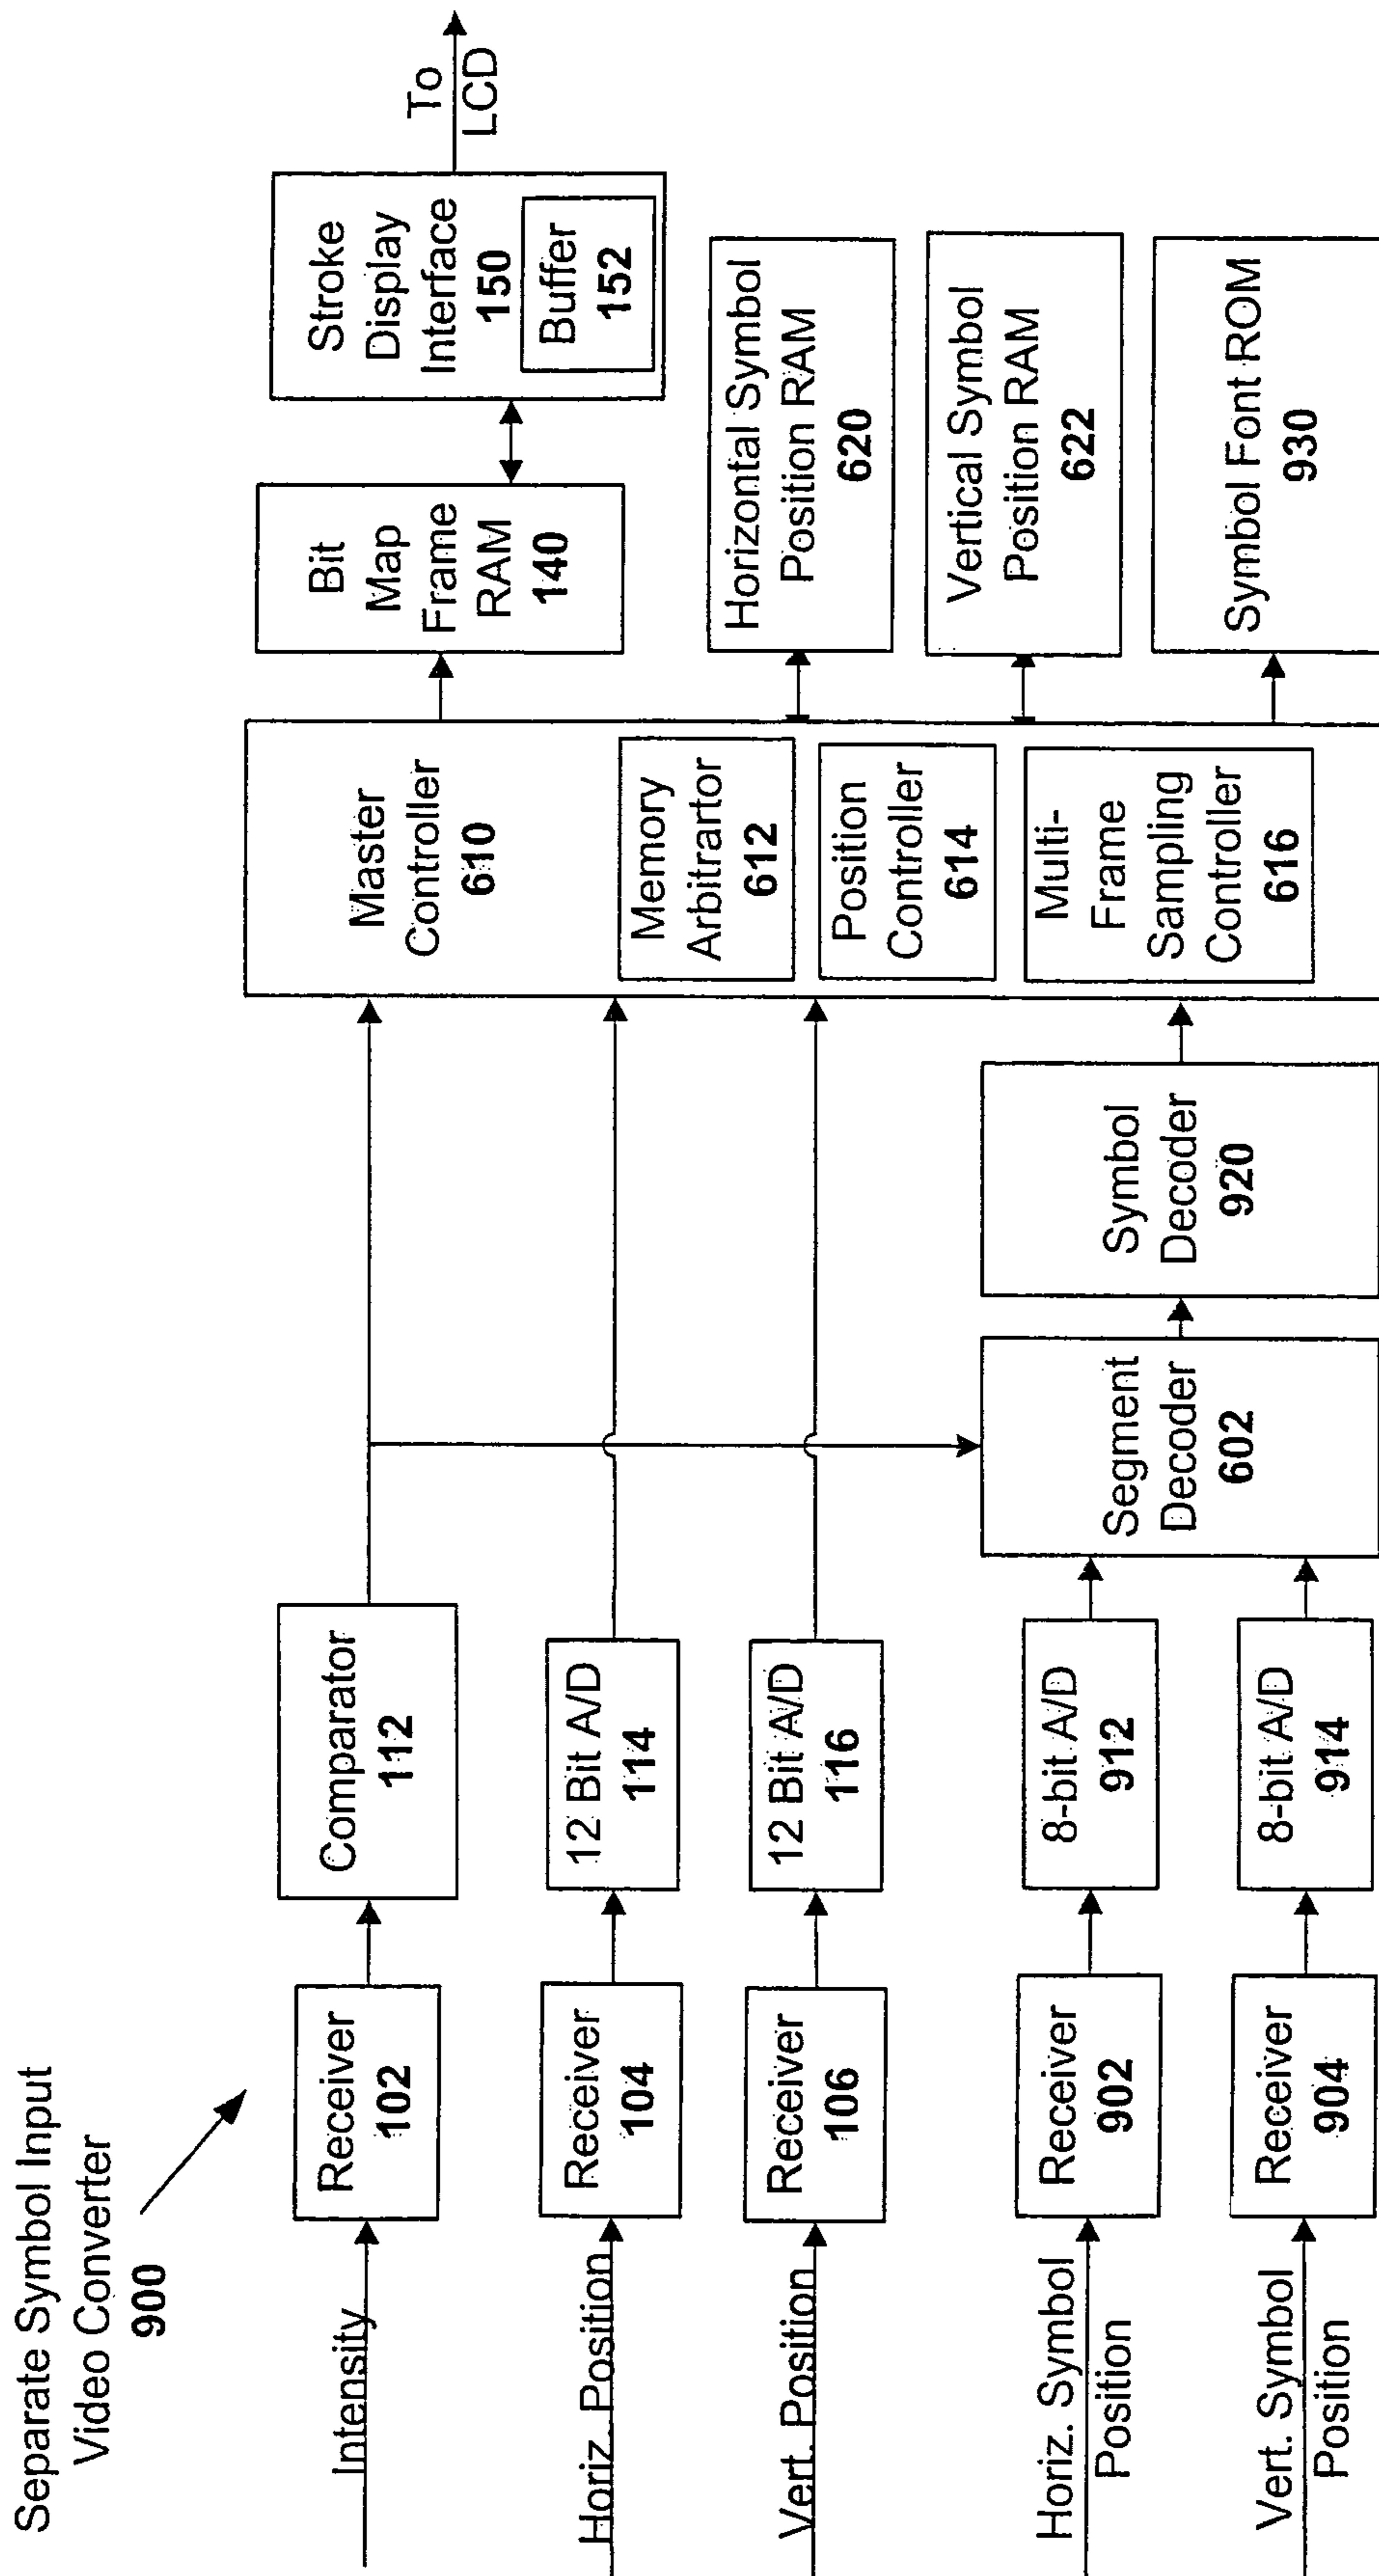 Separate Symbol Input
Video Converter
900
Intensity
Receiver
102
Comparator
112
Horiz. Position
Receiver
104
12 Bit A/D
114
Vert. Position
Receiver
106
12 Bit A/D
116
Horiz. Symbol
Position
Receiver
902
8-bit A/D
912
Vert. Symbol
Position
Receiver
904
8-bit A/D
914
Segment
Decoder
602
Symbol
Decoder
920
Master
Controller
610
Memory
Arbitrartor
612
Position
Controller
614
Multi-
Frame
Sampling
Controller
616
Bit
Map
Frame
RAM
140
Stroke
Display
Interface
150
Buffer
152
To
LCD
Horizontal Symbol
Position RAM
620
Vertical Symbol
Position RAM
622
Symbol Font ROM
930